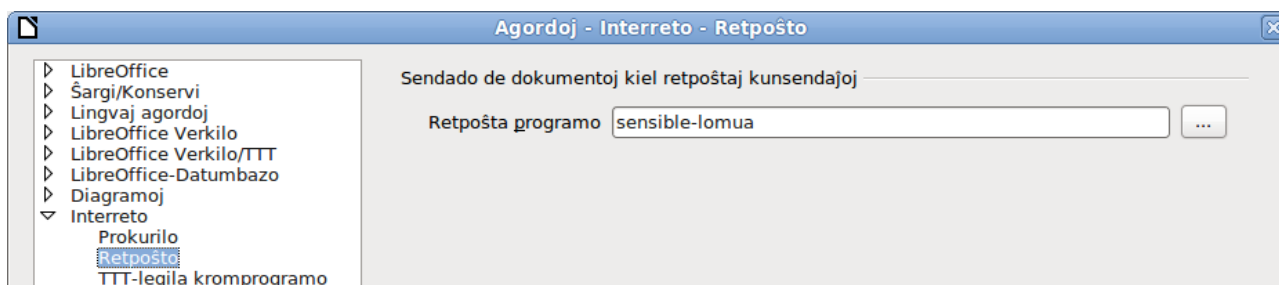 Agordoj - Interreto - Retpoŝto
LibreOffice
Ŝargi/Konservi
Lingvaj agordoj
LibreOffice Verkilo
LibreOffice Verkilo/TTT
LibreOffice-Datumbazo
Diagramoj
Interreto
Prokurilo
Retpoŝto
TTT-legila kromprogramo
Sendado de dokumentoj kiel retpoŝtaj kunsendaĵoj
Retpoŝta programo sensible-lomua ...